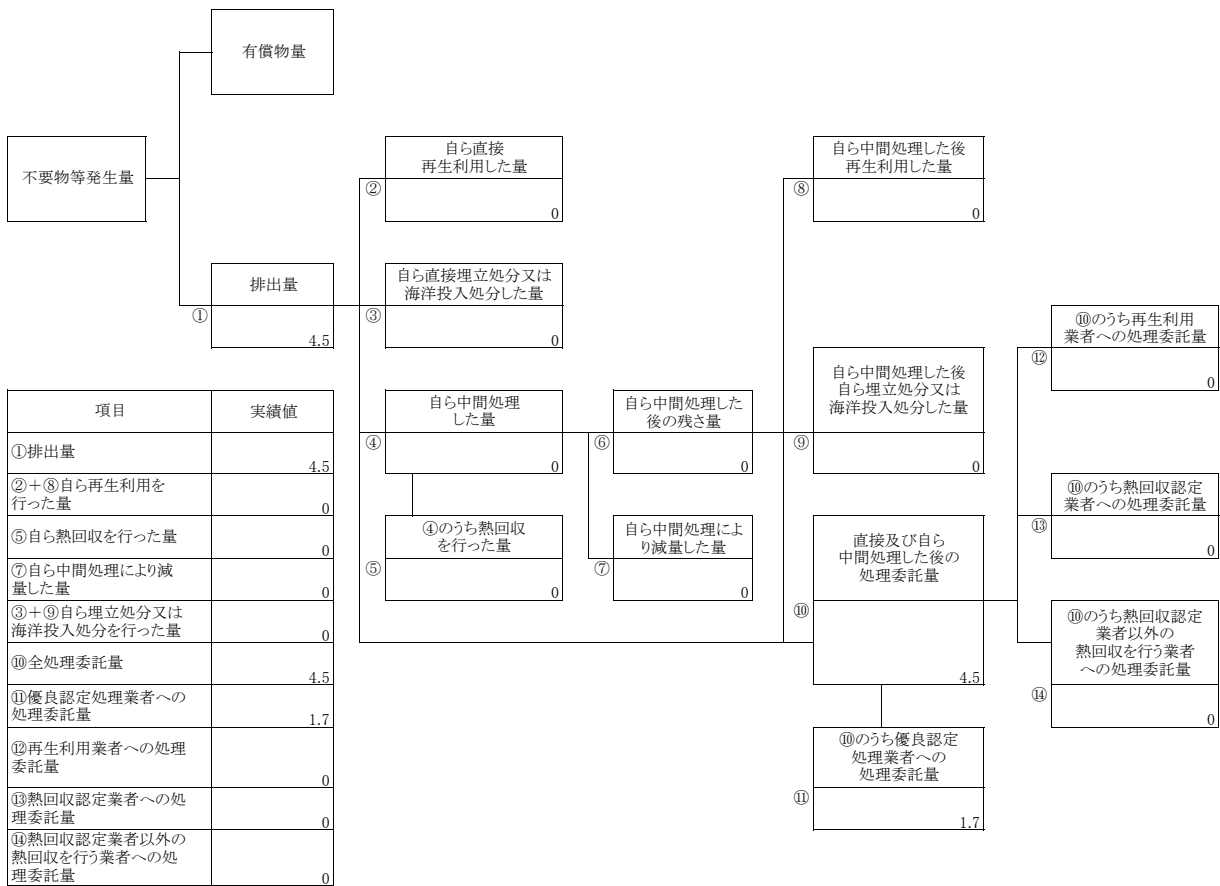 有償物量
不要物等発生量
排出量
①
4.5
自ら直接
再生利用した量
②
0
自ら直接埋立処分又は
海洋投入処分した量
③
0
自ら中間処理
した量
④
0
④のうち熱回収
を行った量
⑤
0
自ら中間処理した
後の残さ量
⑥
0
自ら中間処理によ
り減量した量
⑦
0
自ら中間処理した後
再生利用した量
⑧
0
自ら中間処理した後
自ら埋立処分又は
海洋投入処分した量
⑨
0
直接及び自ら
中間処理した後の
処理委託量
⑩
4.5
⑩のうち優良認定
処理業者への
処理委託量
⑪
1.7
⑩のうち再生利用
業者への処理委託量
⑫
0
⑩のうち熱回収認定
業者への処理委託量
⑬
0
⑩のうち熱回収認定
業者以外の
熱回収を行う業者
への処理委託量
⑭
0
項目 実績値
①排出量
4.5
②+⑧自ら再生利用を
行った量
0
⑤自ら熱回収を行った量
0
⑦自ら中間処理により減
量した量
0
③+⑨自ら埋立処分又は
海洋投入処分を行った量
0
⑩全処理委託量
4.5
⑪優良認定処理業者への
処理委託量
1.7
⑫再生利用業者への処理
委託量
0
⑬熱回収認定業者への処
理委託量
0
⑭熱回収認定業者以外の
熱回収を行う業者への処
理委託量
0